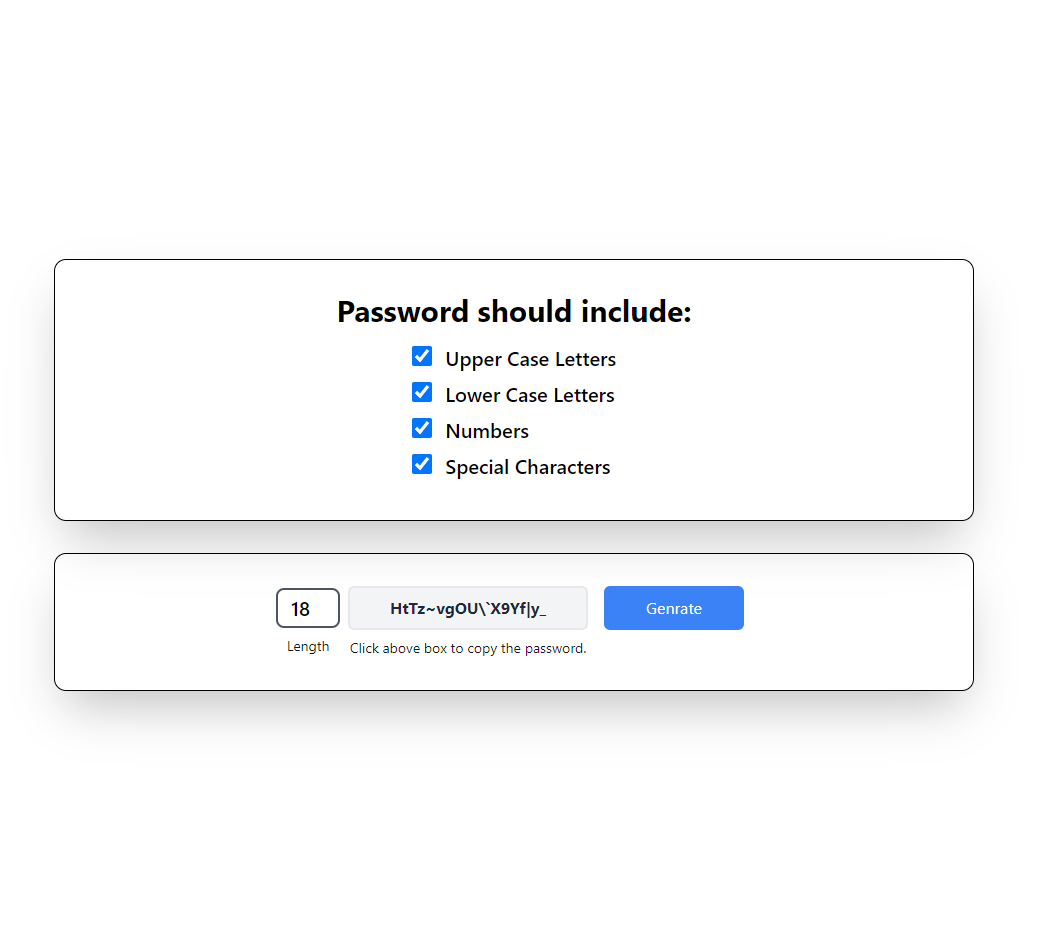 Password should include:
Upper Case Letters
Lower Case Letters
Numbers
Special Characters
18
HtTz~vgOU\`X9Yf|y_
Genrate
Length
Click above box to copy the password.